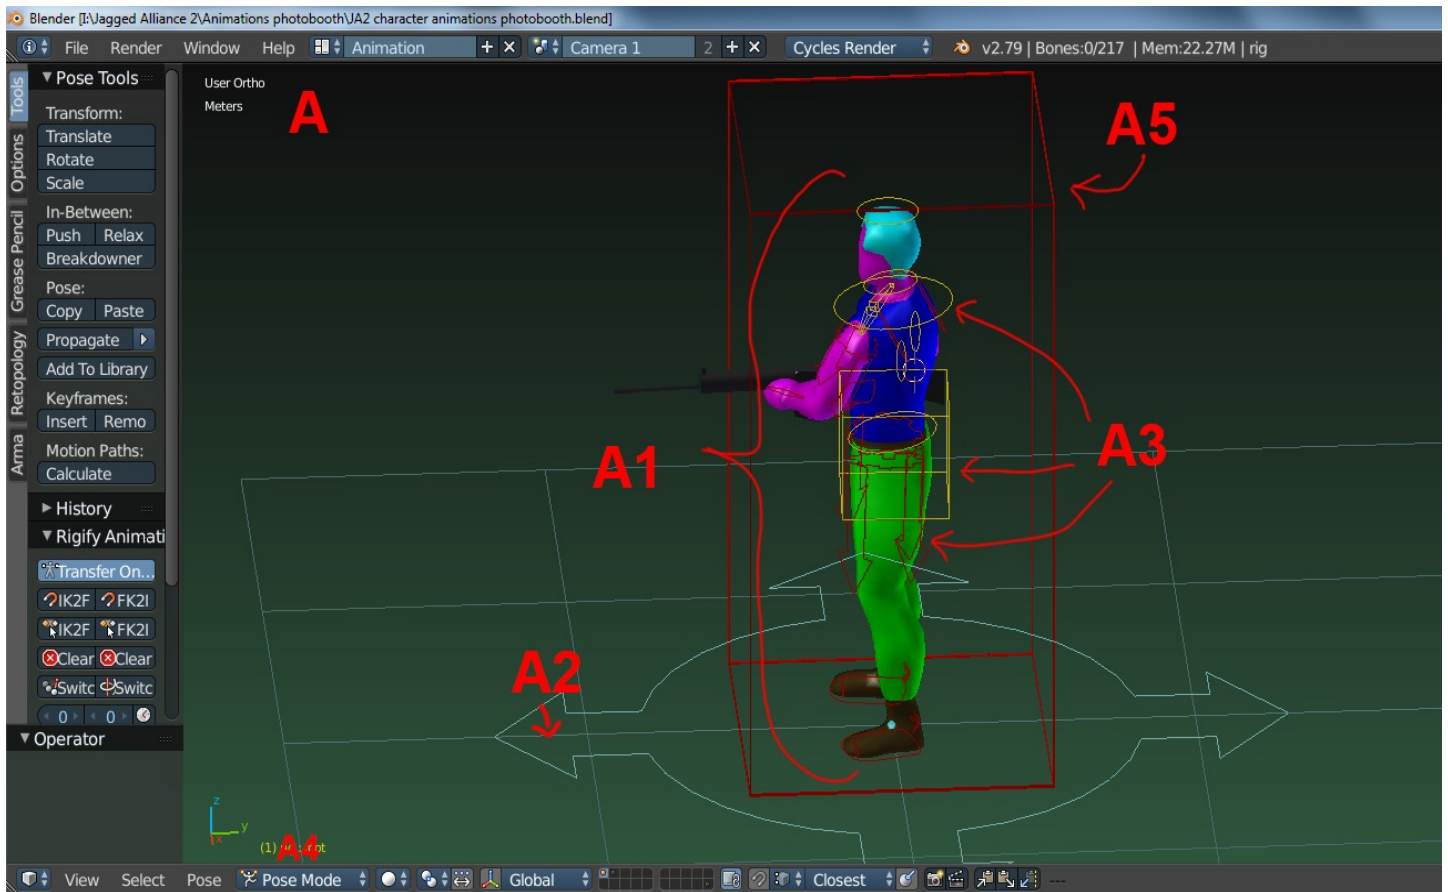 Blender [I:\Jagged Alliance 2\Animations photobooth\JA2 character animations photobooth.blend]
File Render Window Help Animation Camera 1 2 Cycles Render v2.79 | Bones:0/217 | Mem:22.27M | rig
Tools
Options
Grease Pencil
Retopology
Arma
Pose Tools
Transform:
Translate
Rotate
Scale
In-Between:
Push Relax
Breakdowner
Pose:
Copy Paste
Propagate
Add To Library
Keyframes:
Insert Remo
Motion Paths:
Calculate
History
Rigify Animati
Transfer On...
IK2F FK2I
IK2F FK2I
Clear Clear
Switc Switc
0 0
Operator
User Ortho
Meters
A
A5
A1
A3
A2
z
y
x
(1)
A4
View Select Pose Pose Mode Global Closest